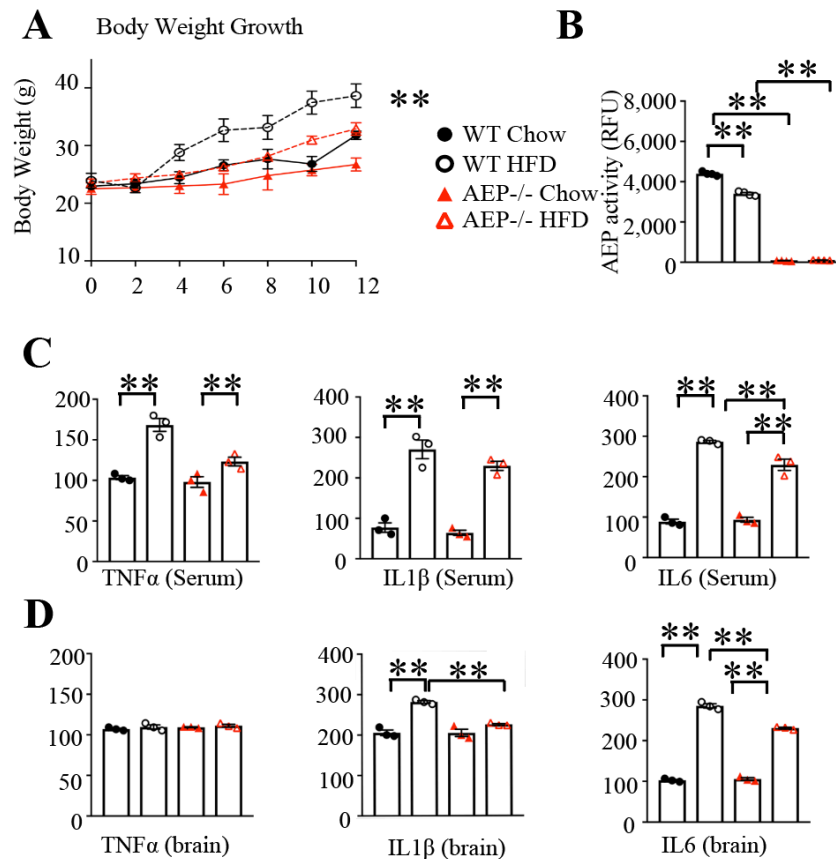 A
Body Weight Growth
Body Weight (g)
40
30
20
10
0 2 4 6 8 10 12
**
WT Chow
WT HFD
AEP-/- Chow
AEP-/- HFD
B
AEP activity (RFU)
8,000
6,000
4,000
2,000
0
**
**
**
C
200
150
100
50
0
** **
TNFα (Serum)
400
300
200
100
0
** **
IL1β (Serum)
400
300
200
100
0
** **
**
IL6 (Serum)
D
200
150
100
50
0
TNFα (brain)
400
300
200
100
0
** **
IL1β (brain)
400
300
200
100
0
** **
**
IL6 (brain)